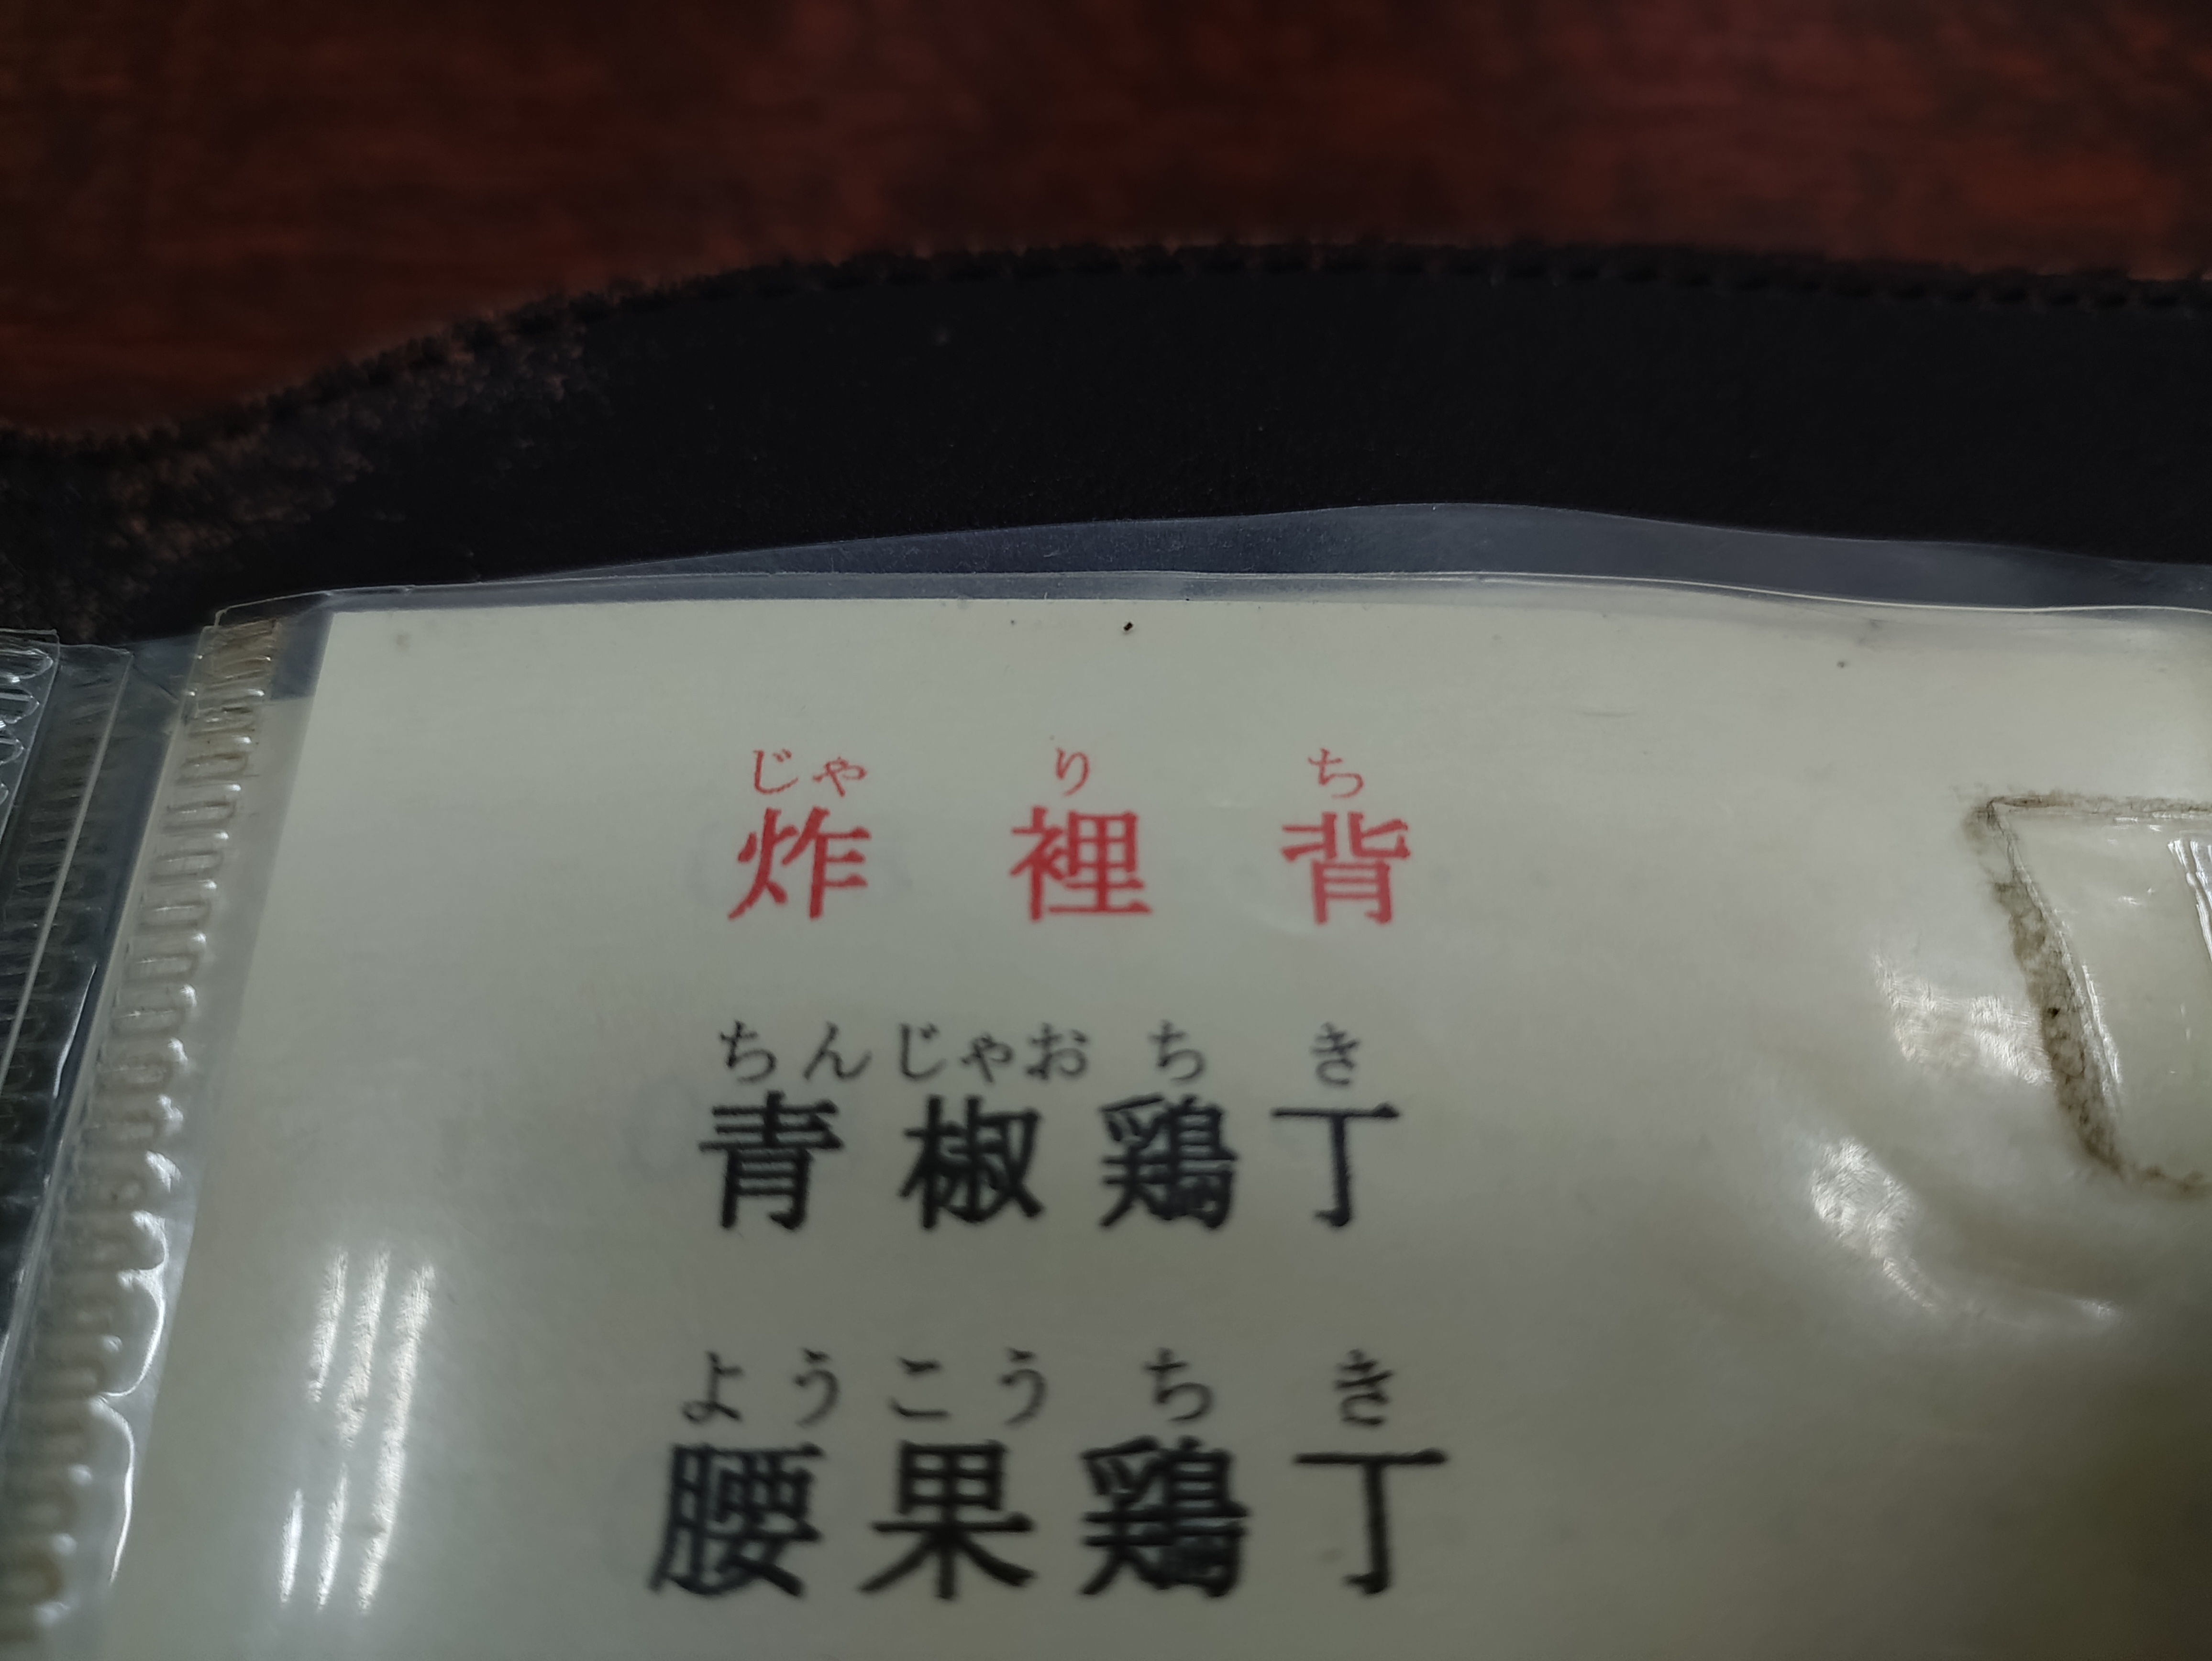 じゃ り ち
炸 裡 背
ちんじゃお ち き
青椒鶏丁
ようこう ち き
腰果鶏丁